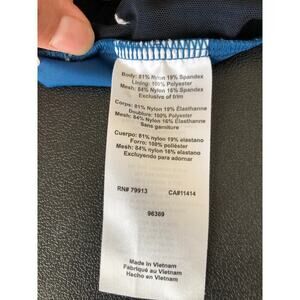 Body: 81% Nylon 19% Spandex
Lining: 100% Polyester
Mesh: 84% Nylon 16% Spandex
Exclusive of trim
Corps: 81% Nylon 19% Élasthanne
Doublure: 100% Polyester
Mesh: 84% Nylon 16% Élasthanne
Sans garniture
Cuerpo: 81% nylon 19% elastano
Forro: 100% poliéster
Mesh: 84% nylon 16% elastano
Excluyendo para adornar
RN# 79913 CA#11414
96369
Made in Vietnam
Fabriqué au Vietnam
Hecho en Vietnam